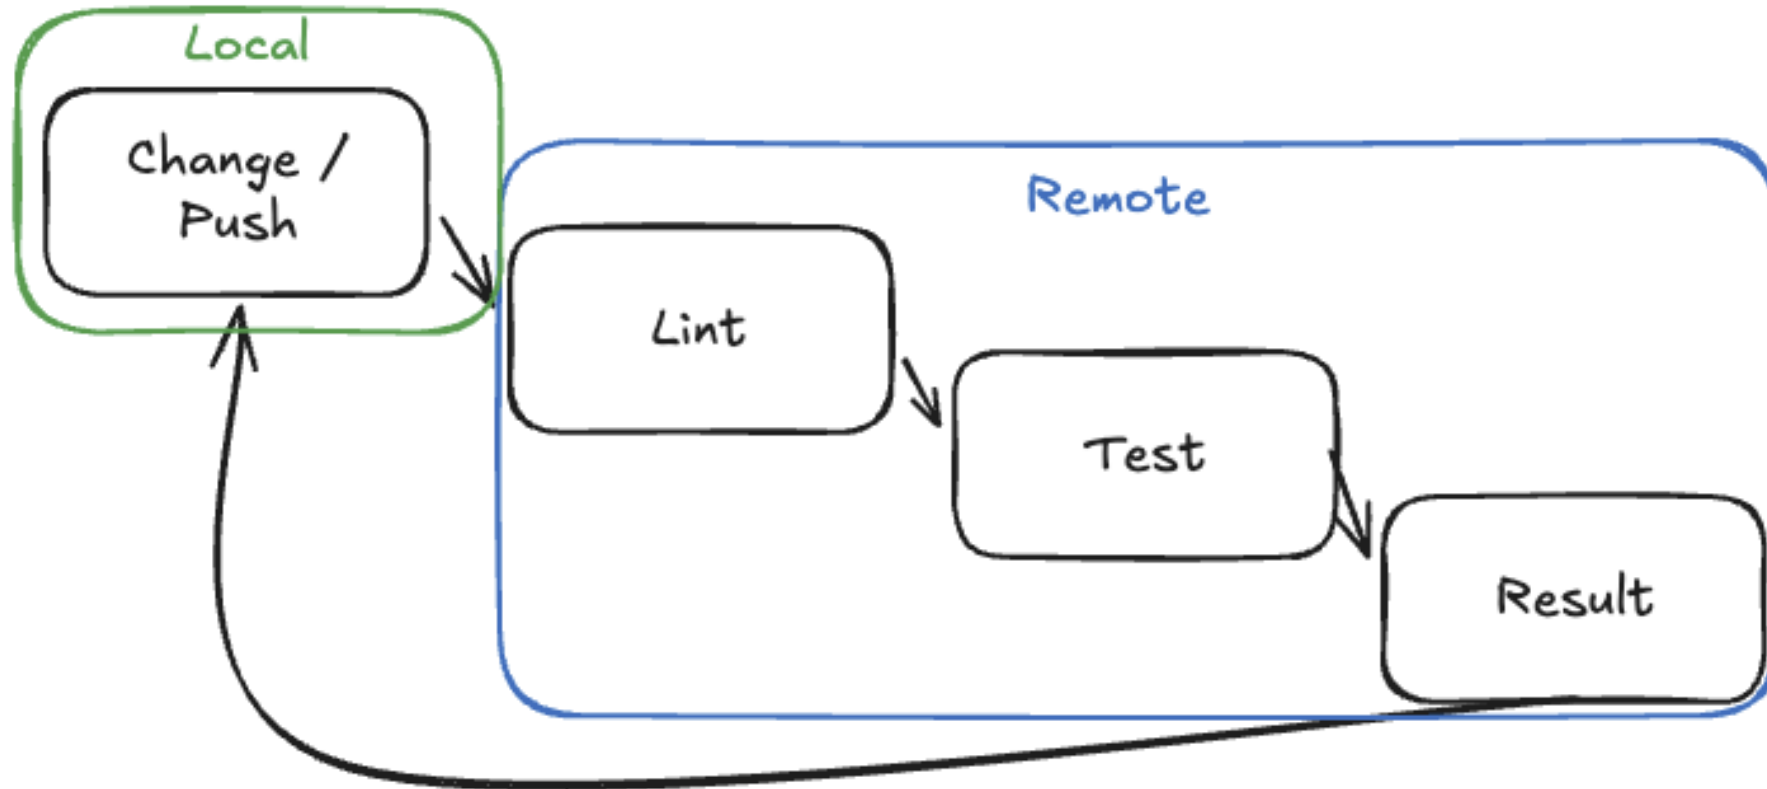 Local
Change /
Push
Remote
Lint
Test
Result